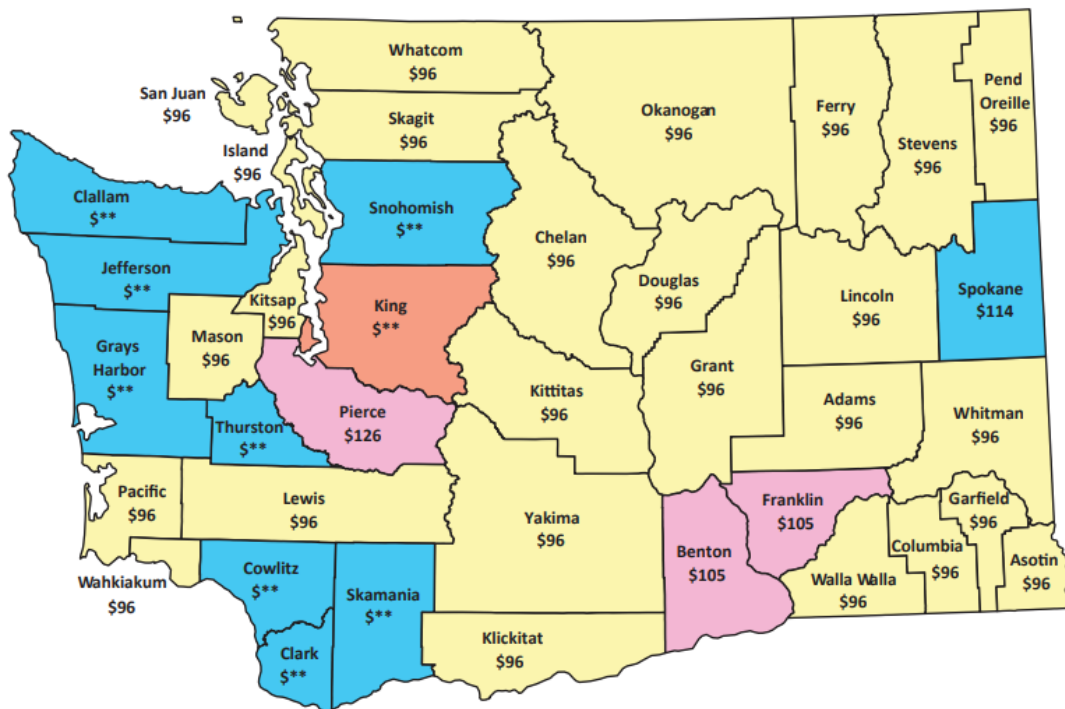 Whatcom
$96
San Juan
$96
Skagit
$96
Island
$96
Okanogan
$96
Ferry
$96
Stevens
$96
Pend
Oreille
$96
Clallam
$**
Snohomish
$**
Chelan
$96
Douglas
$96
Jefferson
$**
Kitsap
$96
King
$**
Lincoln
$96
Spokane
$114
Mason
$96
Grays
Harbor
$**
Grant
$96
Kittitas
$96
Adams
$96
Whitman
$96
Thurston
$**
Pierce
$126
Pacific
$96
Lewis
$96
Yakima
$96
Franklin
$105
Garfield
$96
Benton
$105
Columbia
$96
Asotin
$96
Walla Walla
$96
Wahkiakum
$96
Cowlitz
$**
Skamania
$**
Clark
$**
Klickitat
$96